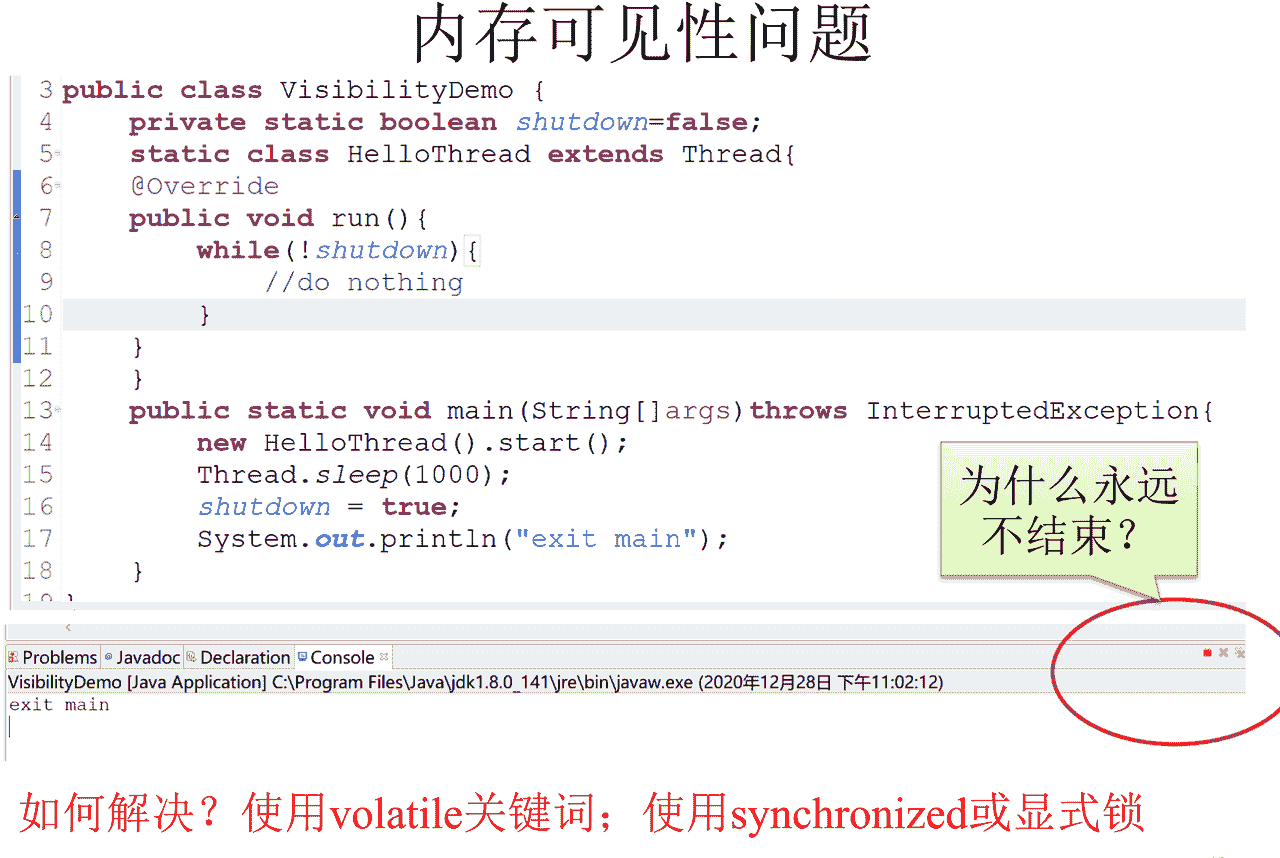 内存可见性问题
3 public class VisibilityDemo {
4 private static boolean shutdown=false;
5 static class HelloThread extends Thread{
6 @Override
7 public void run(){
8 while(!shutdown){
9 //do nothing
10 }
11 }
12 }
13 public static void main(String[]args)throws InterruptedException{
14 new HelloThread().start();
15 Thread.sleep(1000);
16 shutdown = true;
17 System.out.println("exit main");
18 }
19 }
为什么永远
不结束？
Problems Javadoc Declaration Console
VisibilityDemo [Java Application] C:\Program Files\Java\jdk1.8.0_141\jre\bin\javaw.exe (2020年12月28日 下午11:02:12)
exit main
如何解决？使用volatile关键词；使用synchronized或显式锁